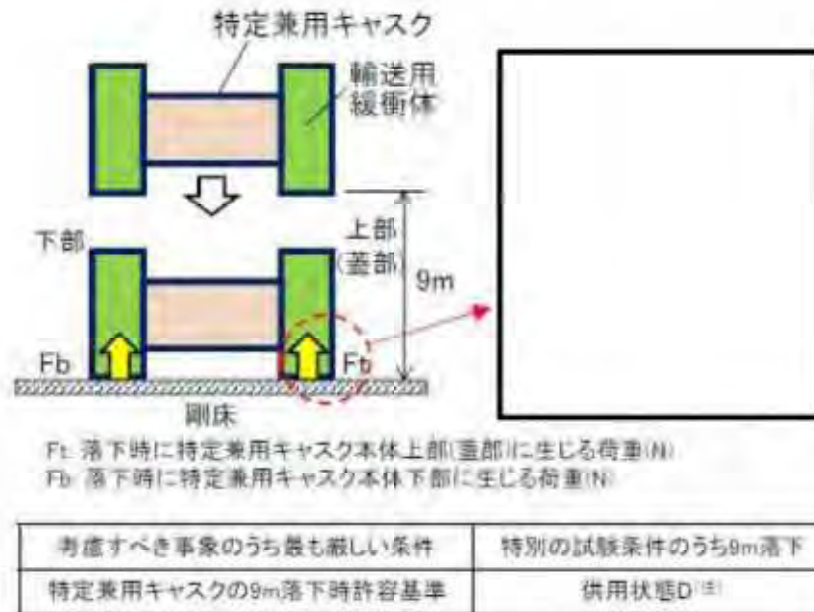 特定兼用キャスク
輸送用
緩衝体
下部
上部
(蓋部)
9m
Fb
Ft
剛床
Ft: 落下時に特定兼用キャスク本体上部(蓋部)に生じる荷重(N)
Fb: 落下時に特定兼用キャスク本体下部に生じる荷重(N)
考慮すべき事象のうち最も厳しい条件 特別の試験条件のうち9m落下
特定兼用キャスクの9m落下時許容基準 供用状態D(注)